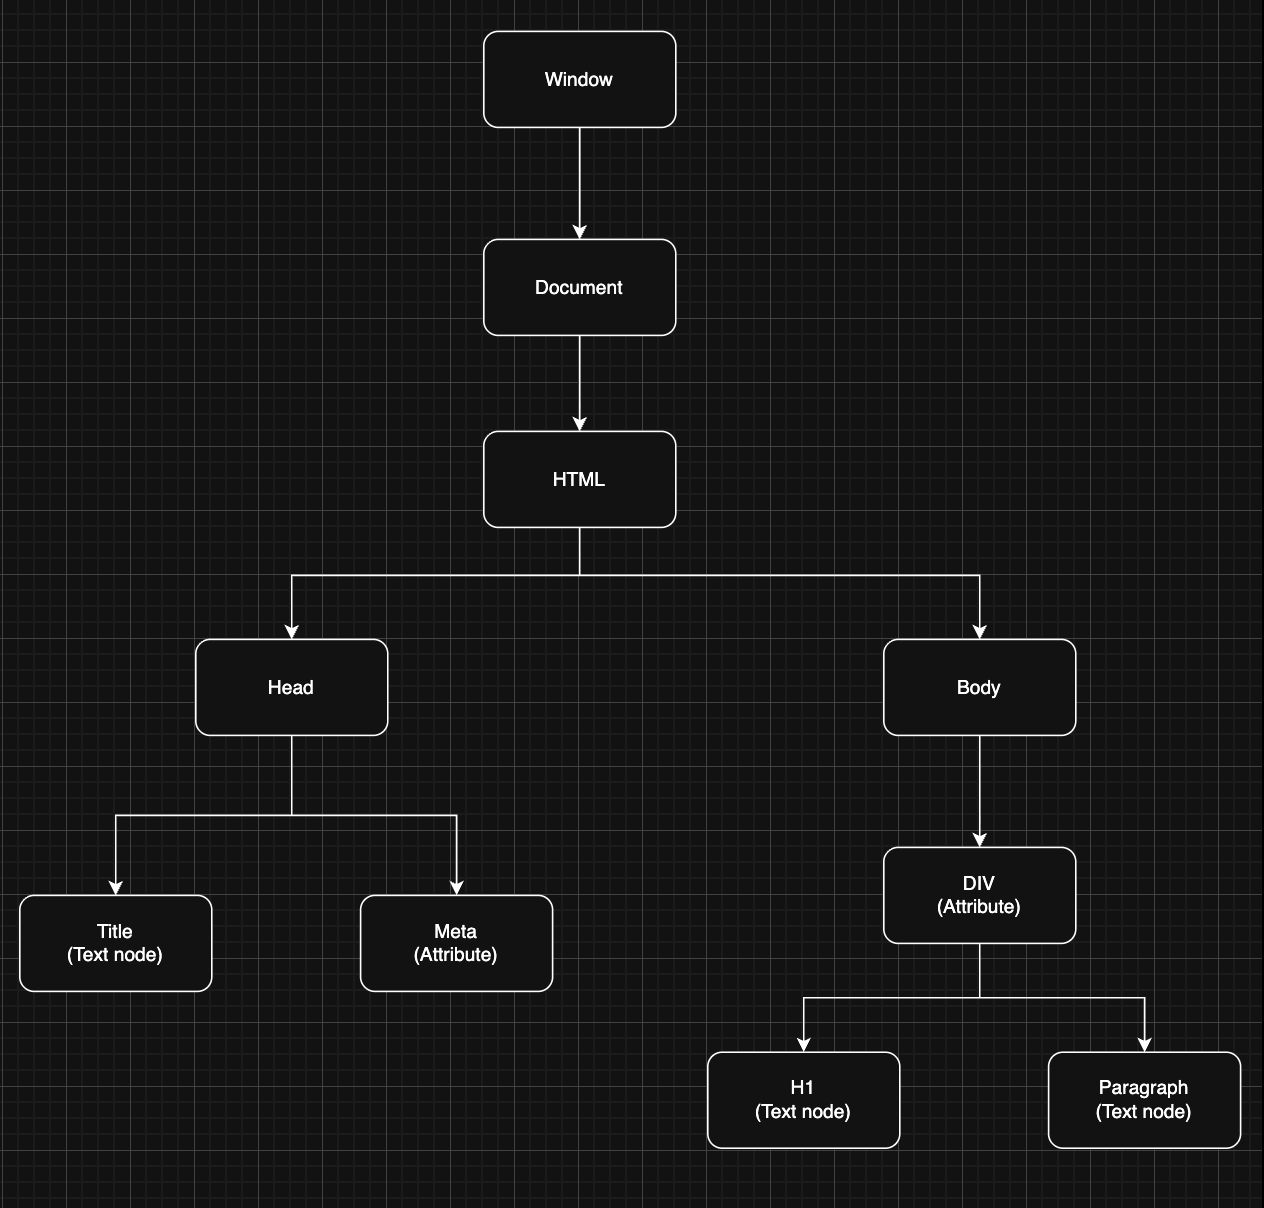 Window
Document
HTML
Head
Body
DIV
(Attribute)
Title
(Text node)
Meta
(Attribute)
H1
(Text node)
Paragraph
(Text node)